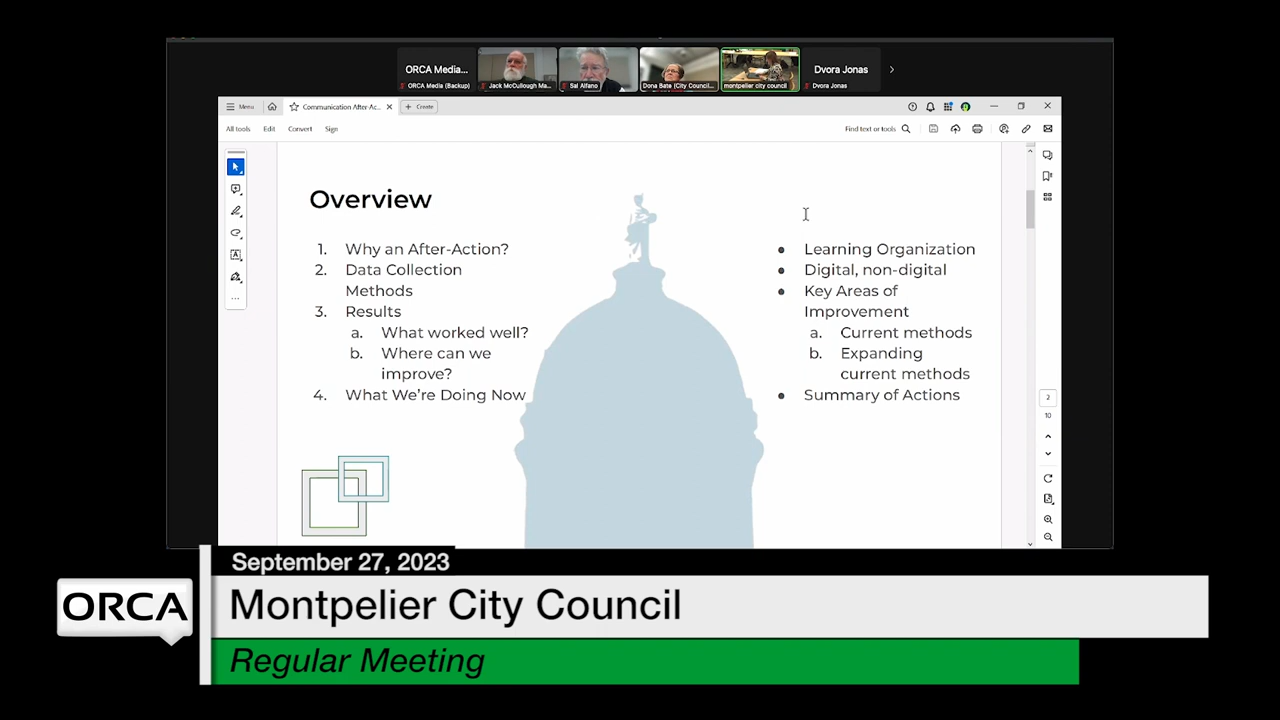 ORCA Media...
Dvora Jonas
ORCA Media (Backup)
Jack McCullough Ma...
Sal Alfano
Dona Bate (City Council...
montpelier city council
Dvora Jonas
Menu
Communication After-Ac...
Create
All tools
Edit
Convert
Sign
Find text or tools
Overview
1. Why an After-Action?
2. Data Collection
Methods
3. Results
a. What worked well?
b. Where can we
improve?
4. What We're Doing Now
• Learning Organization
• Digital, non-digital
• Key Areas of
Improvement
a. Current methods
b. Expanding
current methods
• Summary of Actions
2
10
September 27, 2023
ORCA
Montpelier City Council
Regular Meeting